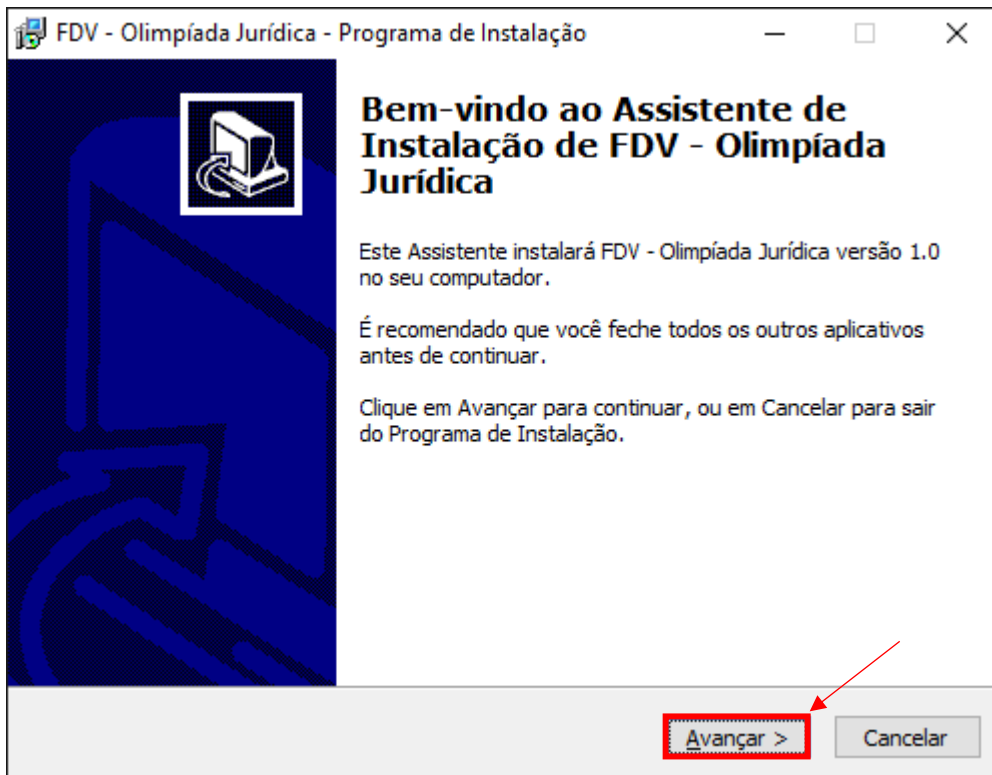 FDV - Olimpíada Jurídica - Programa de Instalação
Bem-vindo ao Assistente de
Instalação de FDV - Olimpíada
Jurídica
Este Assistente instalará FDV - Olimpíada Jurídica versão 1.0
no seu computador.
É recomendado que você feche todos os outros aplicativos
antes de continuar.
Clique em Avançar para continuar, ou em Cancelar para sair
do Programa de Instalação.
Avançar >
Cancelar